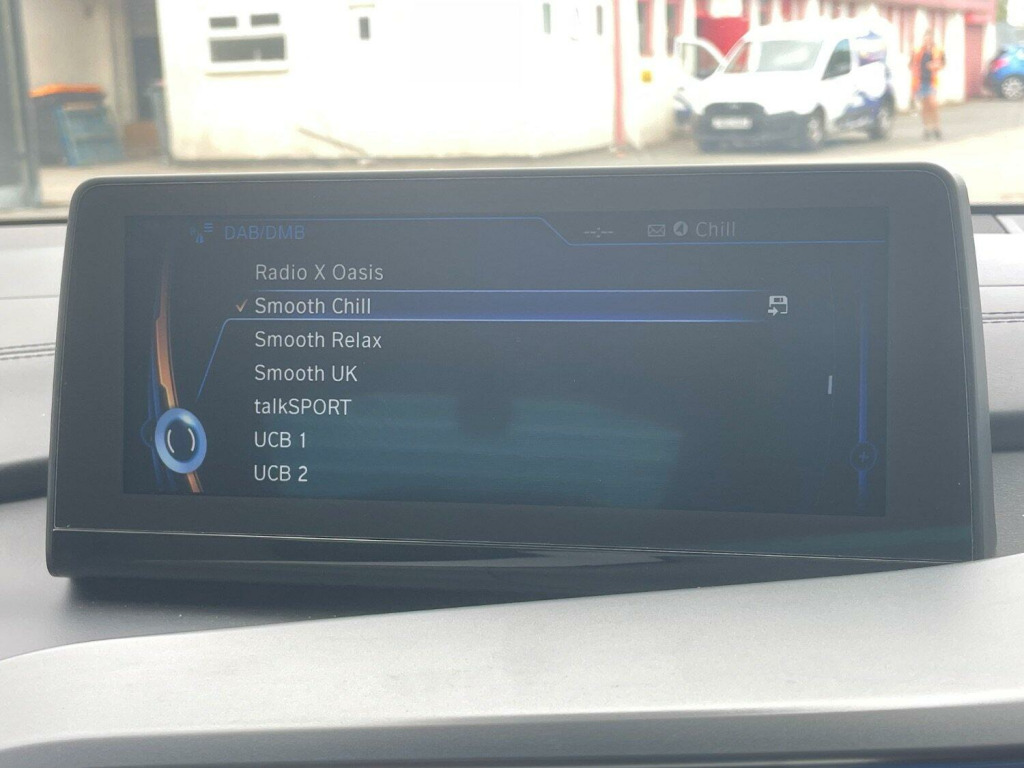 DAB/DMB --:-- Chill
Radio X Oasis
Smooth Chill
Smooth Relax
Smooth UK
talkSPORT
UCB 1
UCB 2